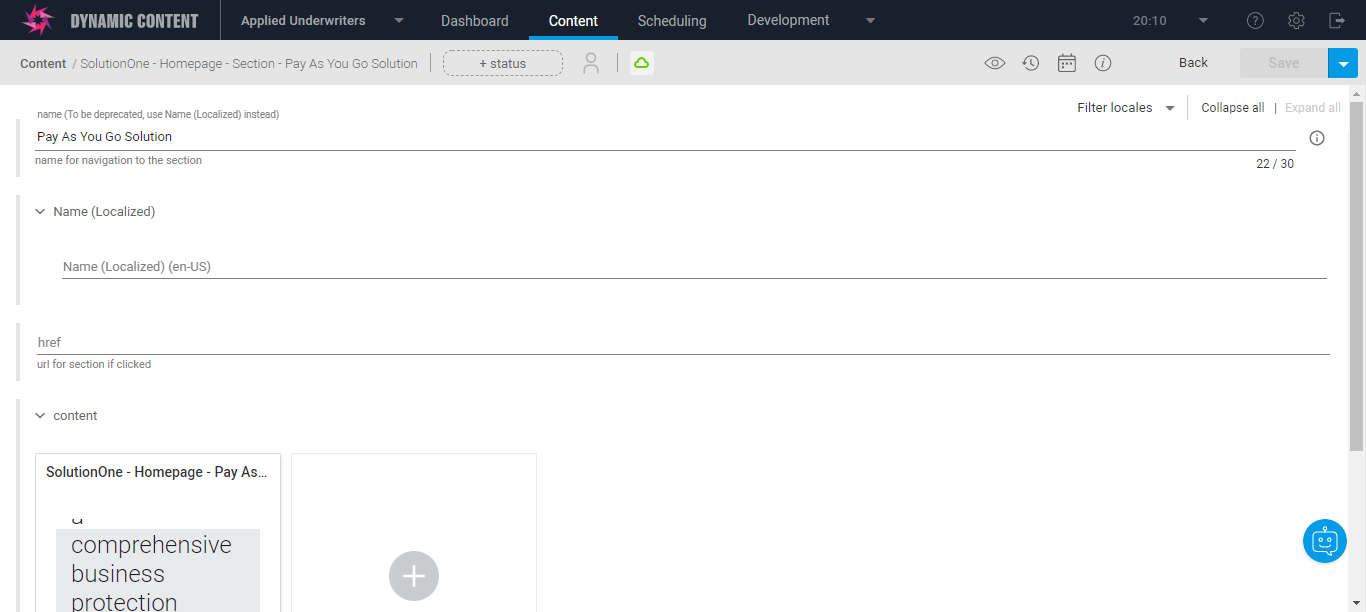 DYNAMIC CONTENT
Applied Underwriters
Dashboard
Content
Scheduling
Development
20:10
Content / SolutionOne - Homepage - Section - Pay As You Go Solution
+ status
Back
Save
name (To be deprecated, use Name (Localized) instead)
Filter locales
Collapse all | Expand all
Pay As You Go Solution
name for navigation to the section
22 / 30
Name (Localized)
Name (Localized) (en-US)
href
url for section if clicked
content
SolutionOne - Homepage - Pay As...
comprehensive
business
protection